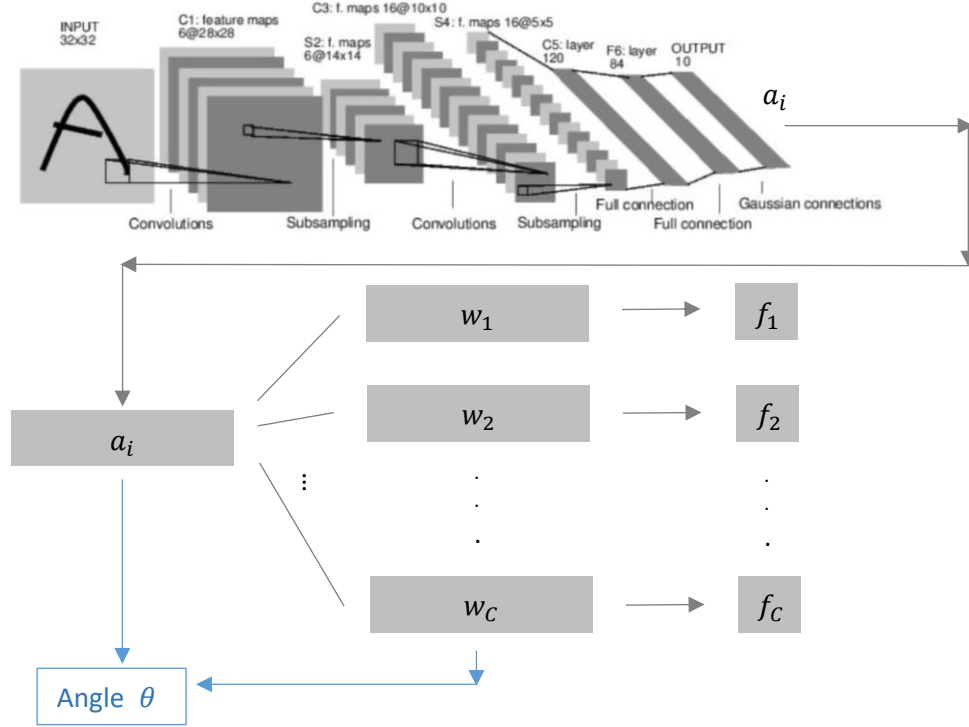 INPUT
32x32
C1: feature maps
6@28x28
S2: f. maps
6@14x14
C3: f. maps 16@10x10
S4: f. maps 16@5x5
C5: layer
120
F6: layer
84
OUTPUT
10
a_i
Convolutions
Subsampling
Convolutions
Subsampling
Full connection
Full connection
Gaussian connections
w_1
f_1
w_2
f_2
a_i
⋮
. .
. .
. .
w_C
f_C
Angle θ